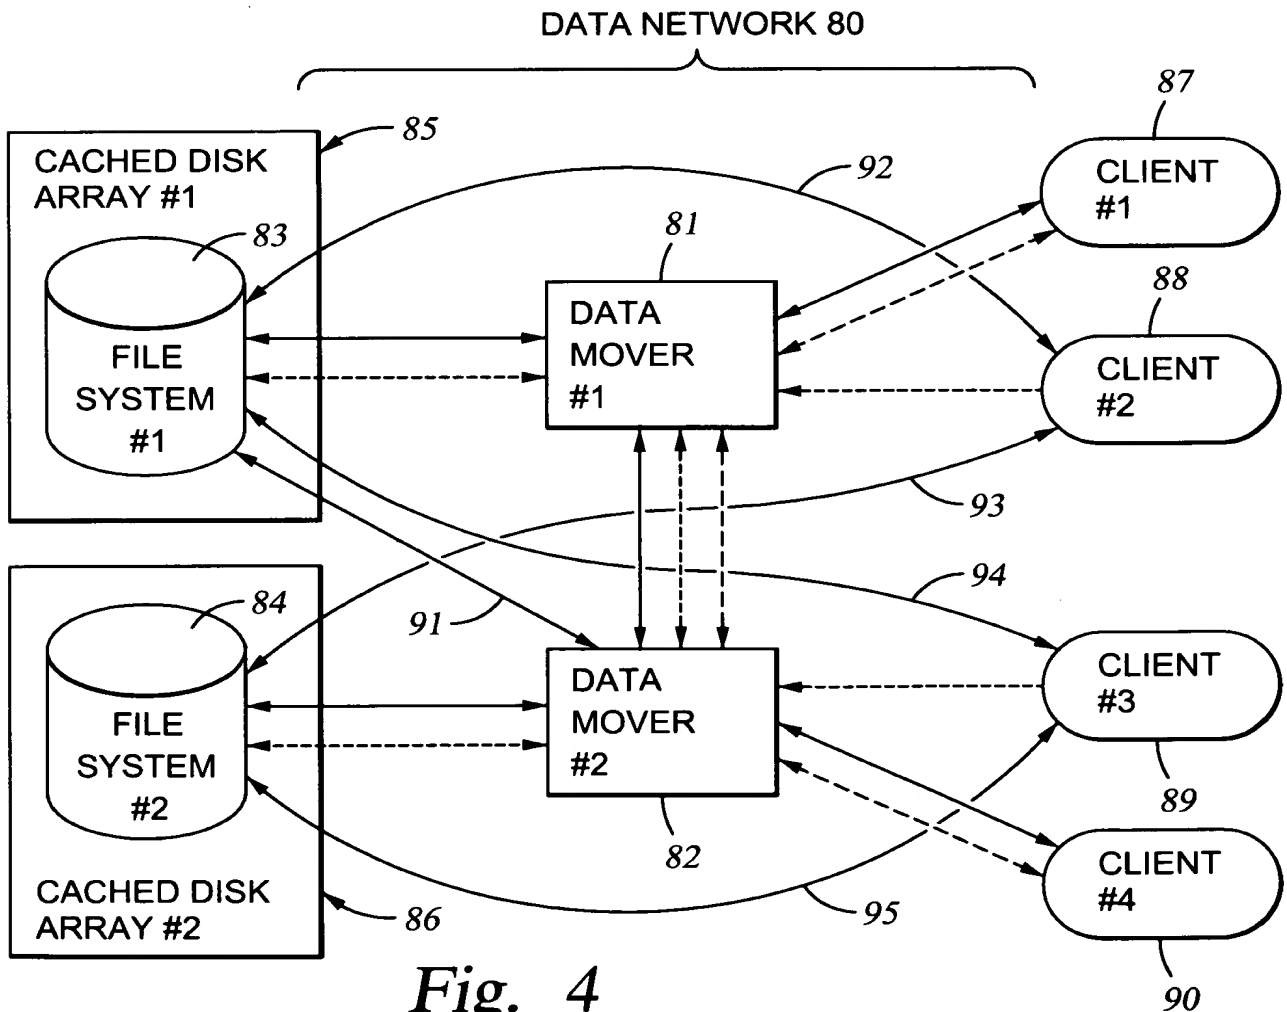 DATA NETWORK 80
87
85
CACHED DISK
ARRAY #1
92
CLIENT
#1
83
81
88
DATA
MOVER
#1
FILE
SYSTEM
#1
CLIENT
#2
93
94
84
91
CLIENT
#3
DATA
MOVER
#2
FILE
SYSTEM
#2
89
82
CLIENT
#4
CACHED DISK
ARRAY #2
86
95
90
Fig. 4